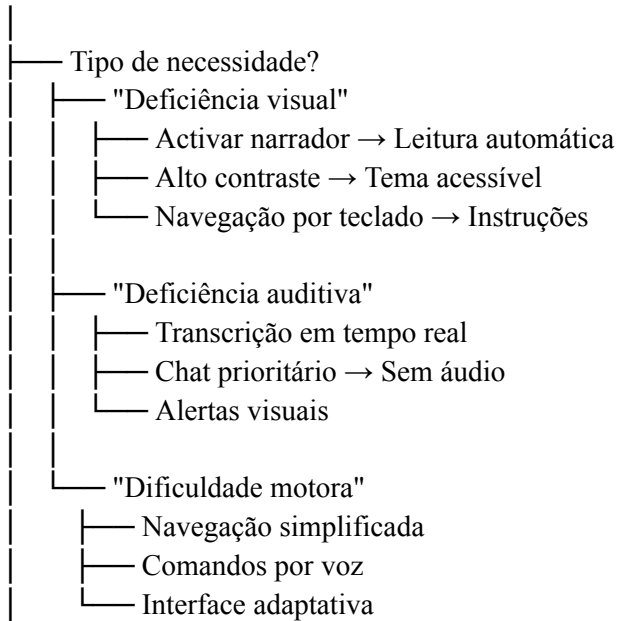 Tipo de necessidade?
"Deficiência visual"
Activar narrador → Leitura automática
Alto contraste → Tema acessível
Navegação por teclado → Instruções
"Deficiência auditiva"
Transcrição em tempo real
Chat prioritário → Sem áudio
Alertas visuais
"Dificuldade motora"
Navegação simplificada
Comandos por voz
Interface adaptativa